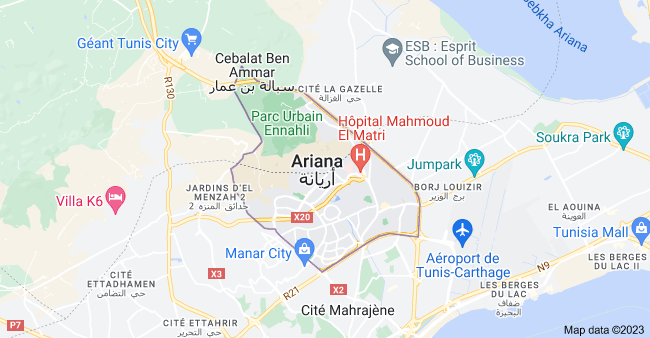 Géant Tunis City
ESB : Esprit
School of Business
Sebkha Ariana
Cebalat Ben
Ammar
سبالة بن عمار
CITÉ LA GAZELLE
حي الغزالة
R130
Parc Urbain
Ennahli
Hôpital Mahmoud
El Matri
Soukra Park
Ariana
أريانة
Jumpark
JARDINS D'EL
MENZAH 2
حدائق المنزه 2
BORJ LOUZIR
برج الوزير
Villa K6
EL AOUINA
العوينة
X20
Tunisia Mall
Manar City
Aéroport de
Tunis-Carthage
LES BERGES
DU LAC II
CITÉ
ETTADHAMEN
حي التضامن
X3
N9
X2
R21
LES BERGES
DU LAC
ضفاف
البحيرة
Cité Mahrajène
P7
CITÉ ETTAHRIR
حي التحرير
Map data ©2023